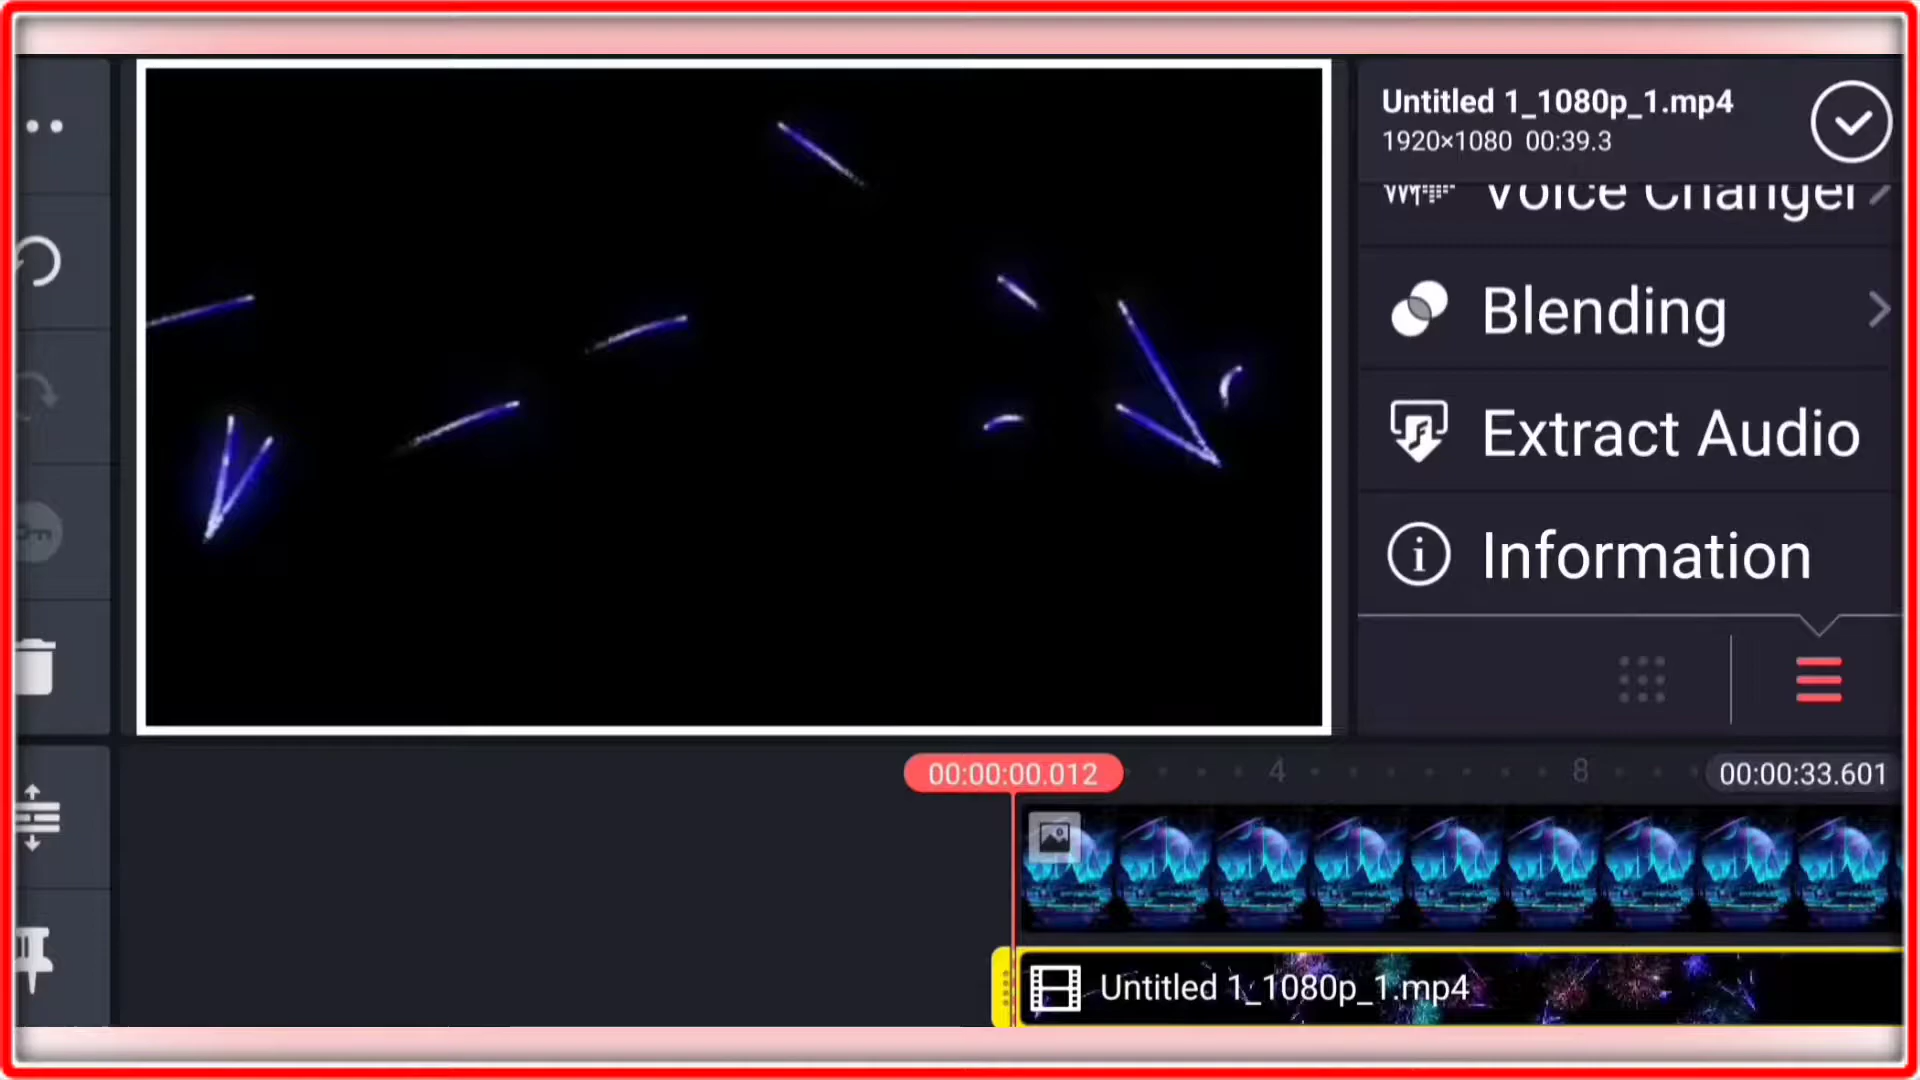 Untitled 1_1080p_1.mp4
1920×1080 00:39.3
Voice Changer
Blending
Extract Audio
Information
00:00:00.012
4
8
00:00:33.601
Untitled 1_1080p_1.mp4